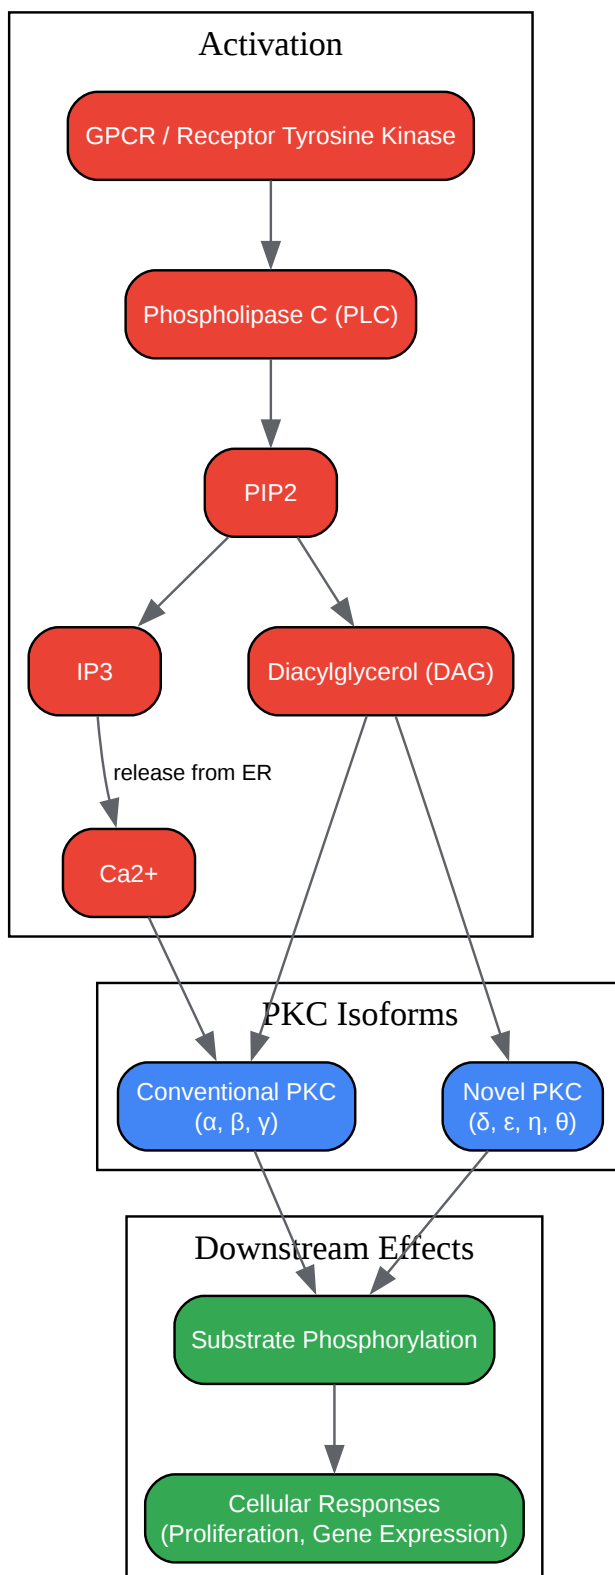 Activation
GPCR / Receptor Tyrosine Kinase
Phospholipase C (PLC)
PIP2
IP3
Diacylglycerol (DAG)
release from ER
Ca2+
PKC Isoforms
Conventional PKC
(α, β, γ)
Novel PKC
(δ, ε, η, θ)
Downstream Effects
Substrate Phosphorylation
Cellular Responses
(Proliferation, Gene Expression)